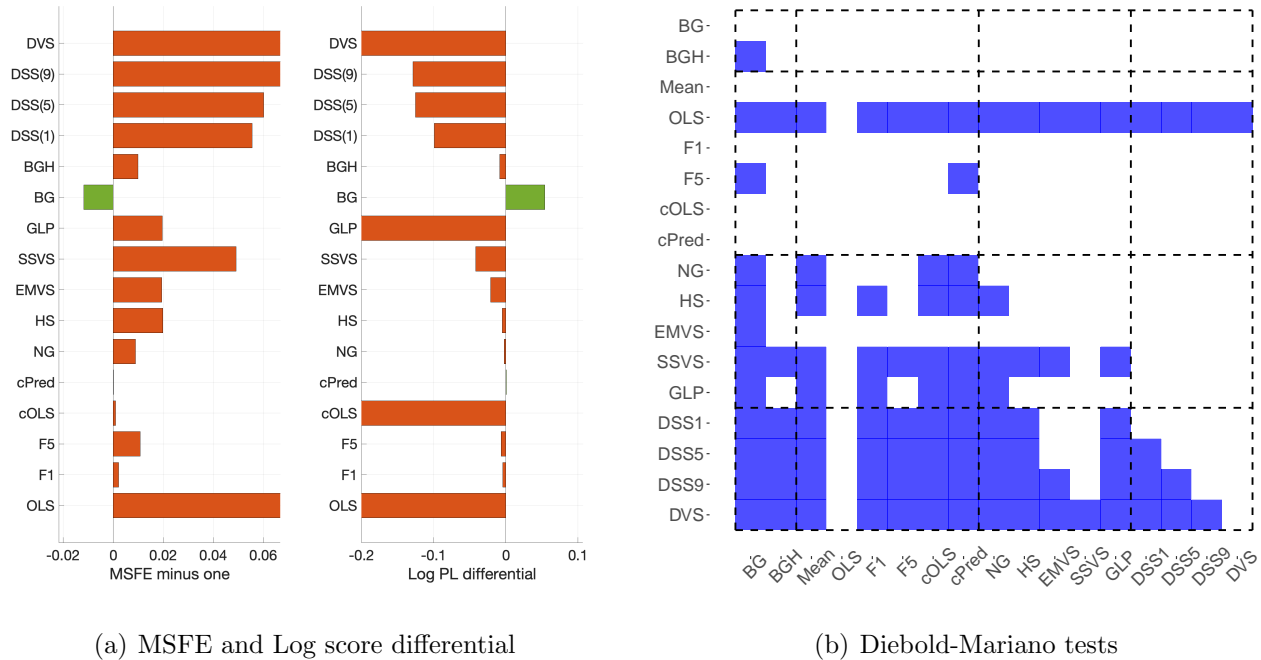 DVS
DSS(9)
DSS(5)
DSS(1)
BGH
BG
GLP
SSVS
EMVS
HS
NG
cPred
cOLS
F5
F1
OLS
-0.02 0 0.02 0.04 0.06
MSFE minus one
DVS
DSS(9)
DSS(5)
DSS(1)
BGH
BG
GLP
SSVS
EMVS
HS
NG
cPred
cOLS
F5
F1
OLS
-0.2 -0.1 0 0.1
Log PL differential
(a) MSFE and Log score differential
BG
BGH
Mean
OLS
F1
F5
cOLS
cPred
NG
HS
EMVS
SSVS
GLP
DSS1
DSS5
DSS9
DVS
BG BGH Mean OLS F1 F5 cOLS cPred NG HS EMVS SSVS GLP DSS1 DSS5 DSS9 DVS
(b) Diebold-Mariano tests